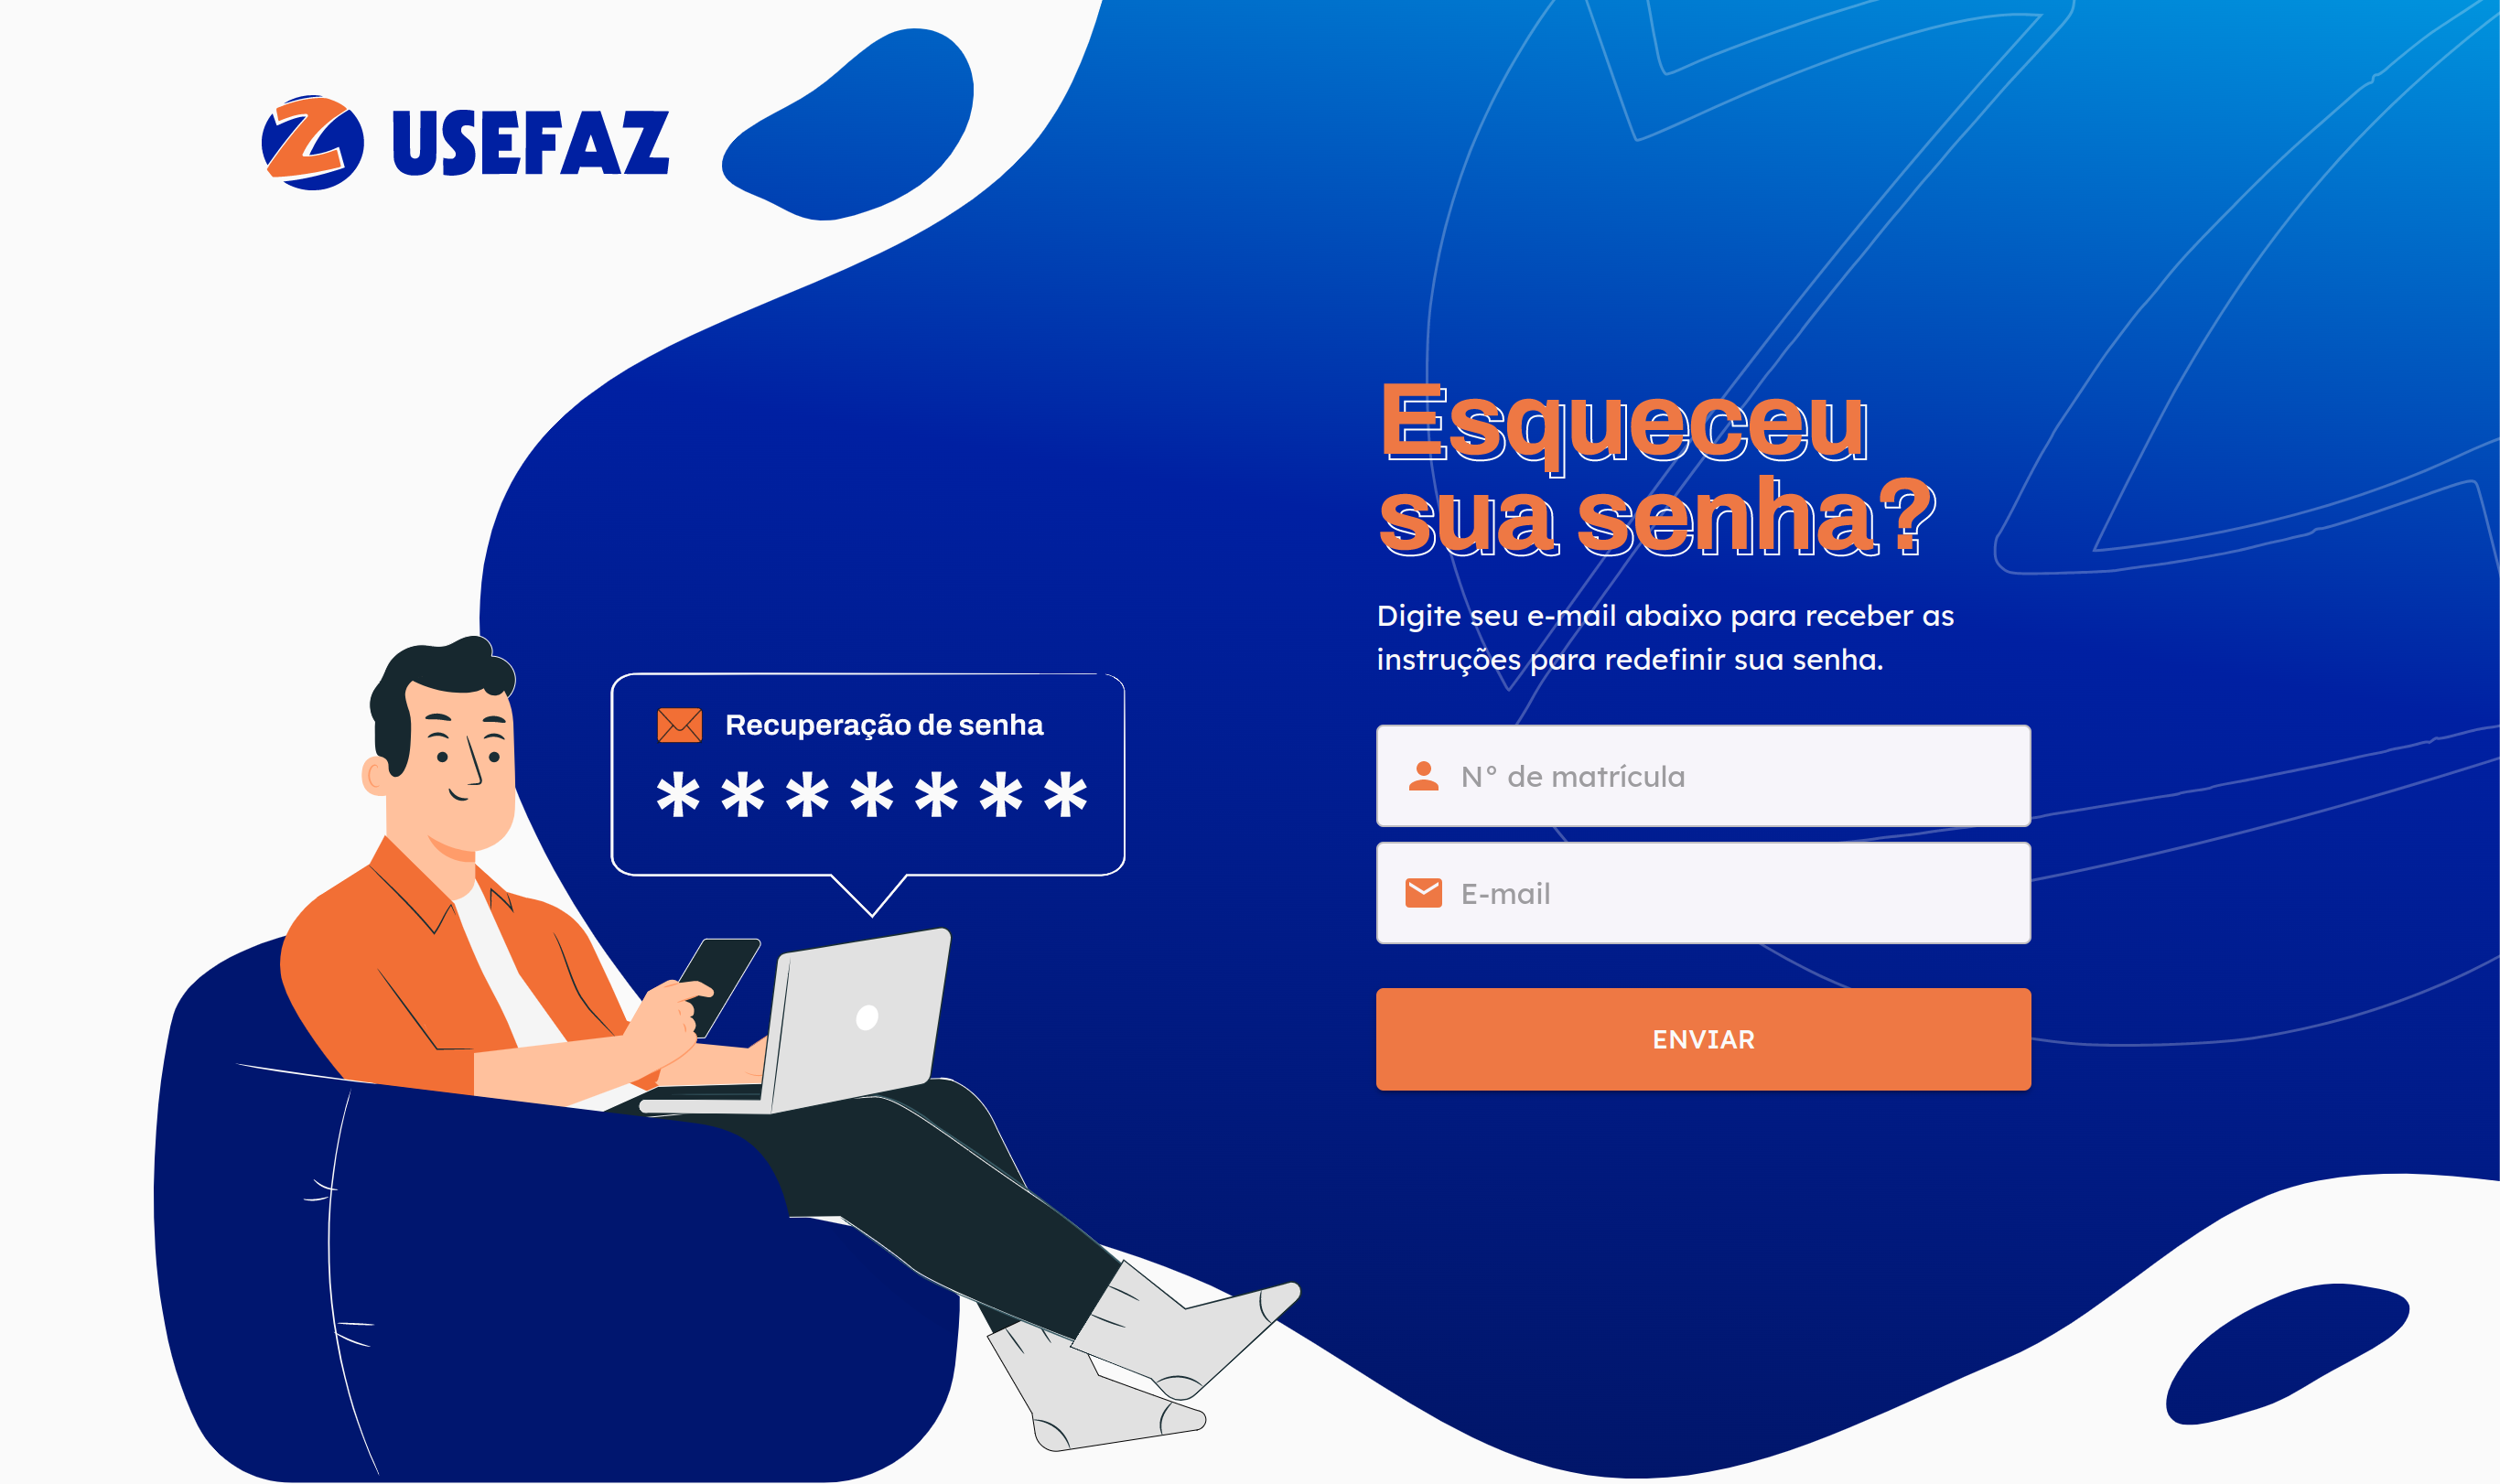 USEFAZ
Esqueceu
sua senha?
Digite seu e-mail abaixo para receber as
instruções para redefinir sua senha.
Recuperação de senha
* * * * * * *
N° de matrícula
E-mail
ENVIAR